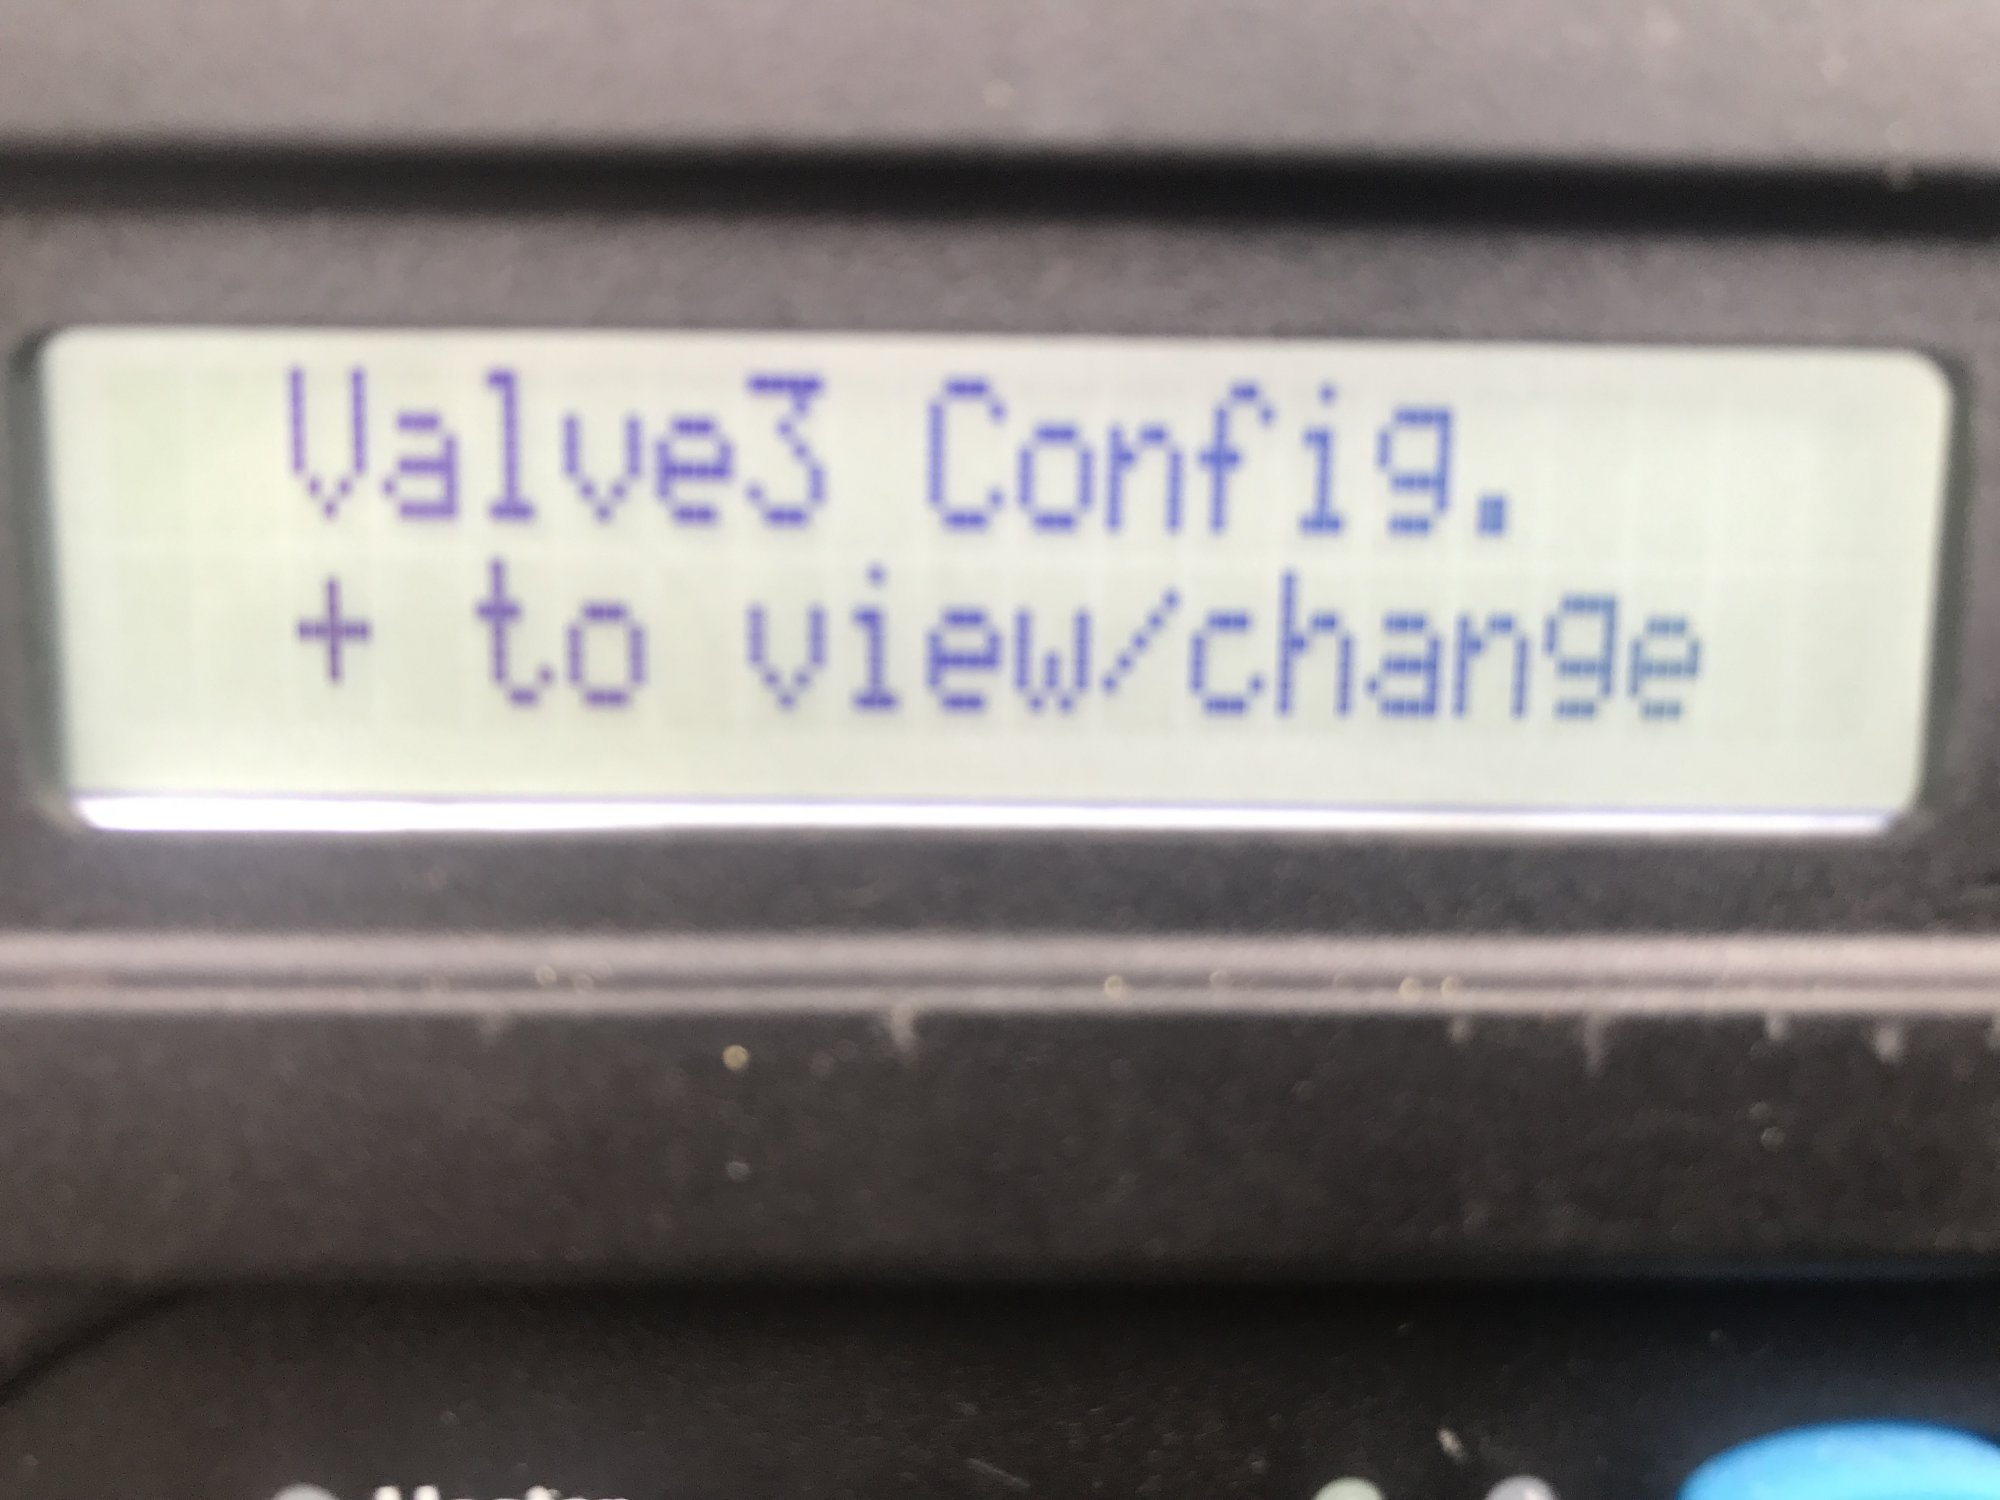 Valve3 Config.
+ to view/change